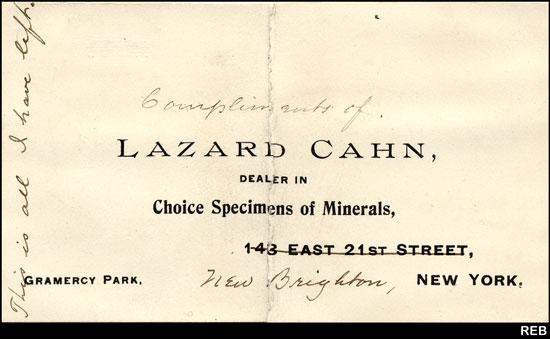 This is all I have left.
Compliments of.
LAZARD CAHN,
DEALER IN
Choice Specimens of Minerals,
143 EAST 21ST STREET,
GRAMERCY PARK. New Brighton, NEW YORK.
REB